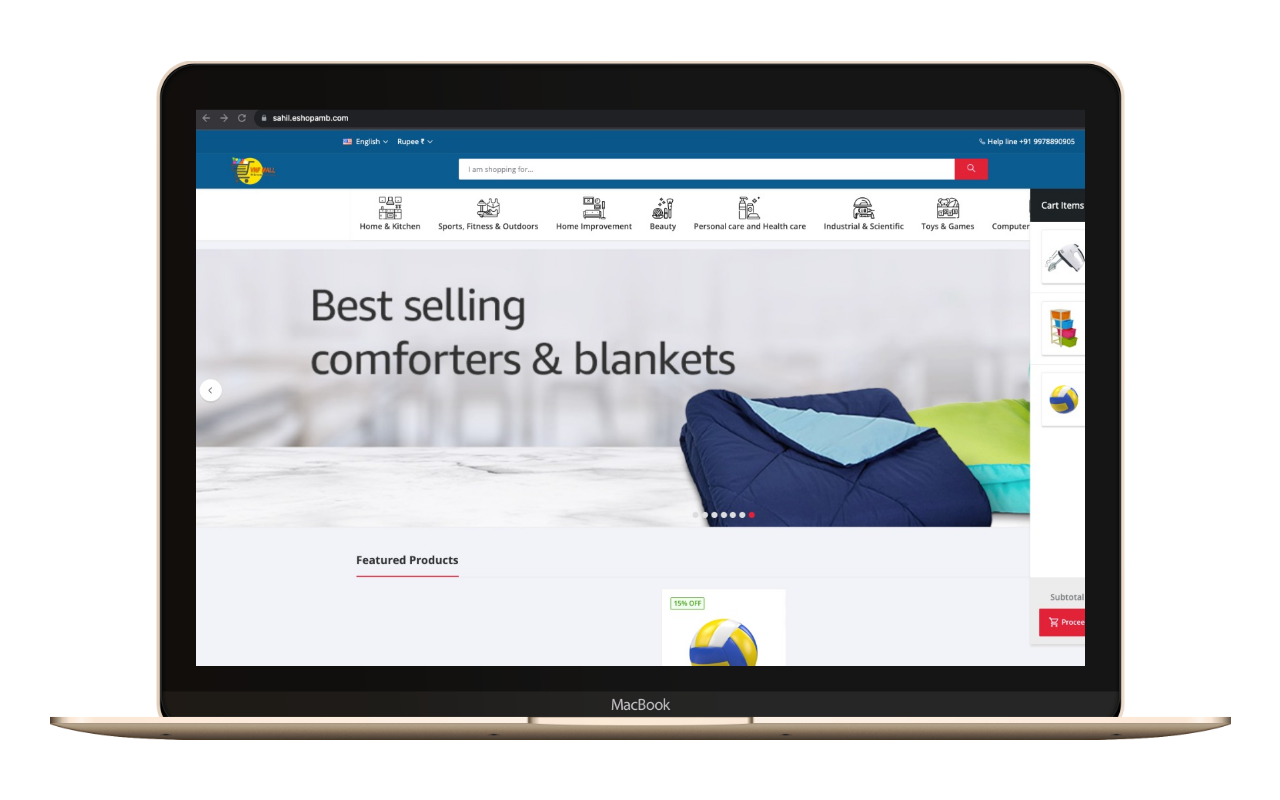 sahil.eshopamb.com
English
Rupee ₹
Help line +91 9978890905
I am shopping for...
Cart Items
Home & Kitchen
Sports, Fitness & Outdoors
Home Improvement
Beauty
Personal care and Health care
Industrial & Scientific
Toys & Games
Computer
Best selling
comforters & blankets
Featured Products
15% OFF
Subtotal
Procee
MacBook